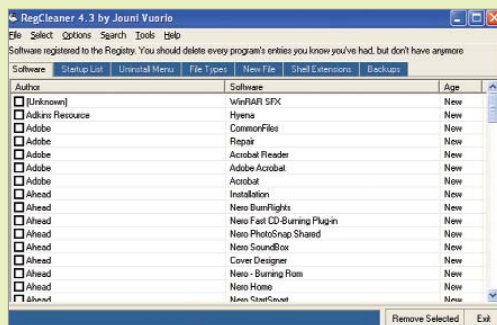 RegCleaner 4.3 by Jouni Vuorio
File Select Options Search Tools Help
Software registered to the Registry. You should delete every program's entries you know you've had, but don't have anymore
Software Startup List Uninstall Menu File Types New File Shell Extensions Backups
Author Software Age
[Unknown] WinRAR SFX New
Adkins Resource Hyena New
Adobe CommonFiles New
Adobe Repair New
Adobe Acrobat Reader New
Adobe Adobe Acrobat New
Adobe Acrobat New
Ahead Installation New
Ahead Nero BurnRights New
Ahead Nero Fast CD-Burning Plug-in New
Ahead Nero PhotoSnap Shared New
Ahead Nero SoundBox New
Ahead Cover Designer New
Ahead Nero - Burning Rom New
Ahead Nero Home New
Ahead Nero StartSmart New
Remove Selected Exit